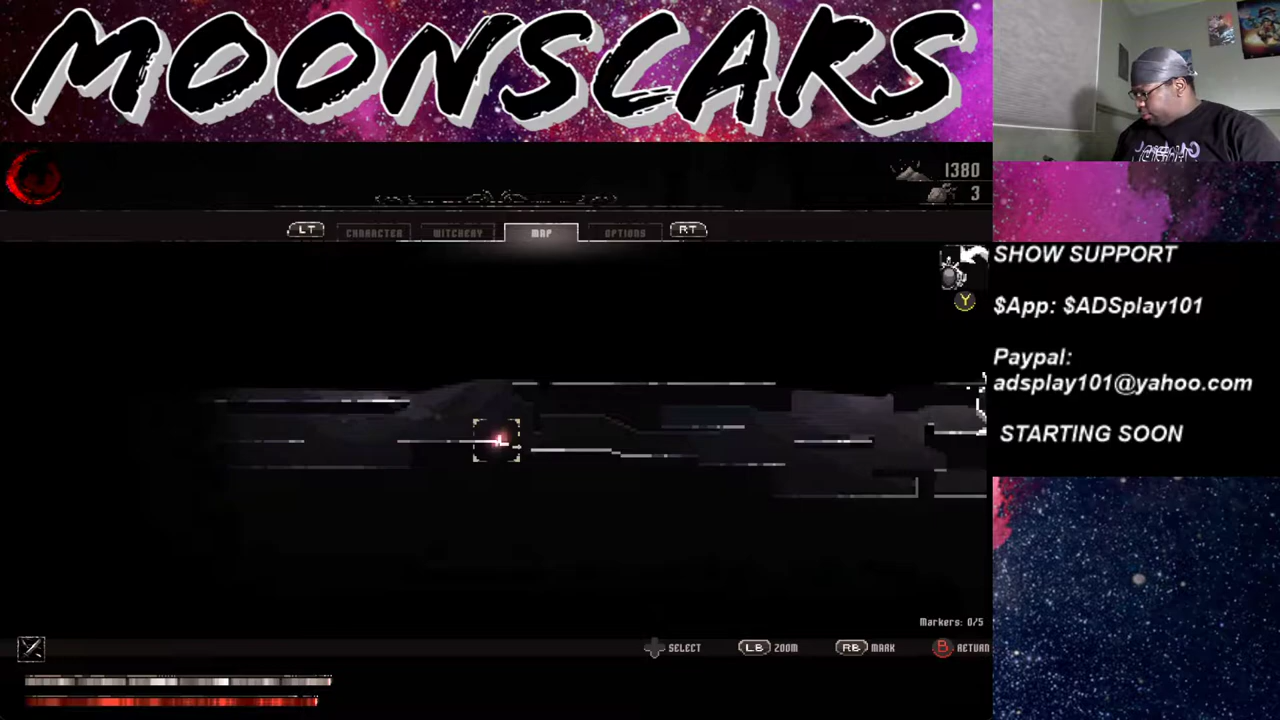 MOONSCARS
1380
3
LT
CHARACTER
WITCHERY
MAP
OPTIONS
RT
Y
SHOW SUPPORT
$App: $ADSplay101
Paypal:
adsplay101@yahoo.com
STARTING SOON
Markers: 0/5
SELECT
LB ZOOM
RB MARK
B RETURN